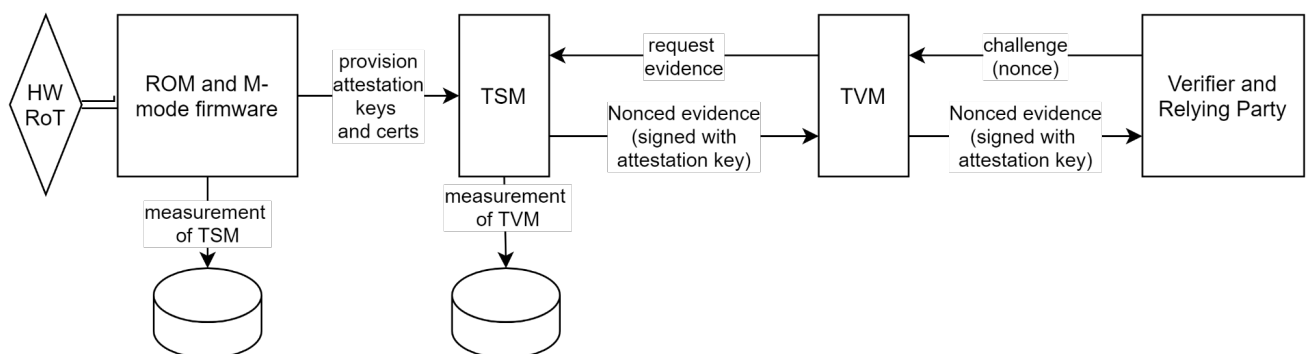 HW
RoT
ROM and M-
mode firmware
provision
attestation
keys
and certs
TSM
request
evidence
Nonced evidence
(signed with
attestation key)
TVM
challenge
(nonce)
Nonced evidence
(signed with
attestation key)
Verifier and
Relying Party
measurement
of TSM
measurement
of TVM